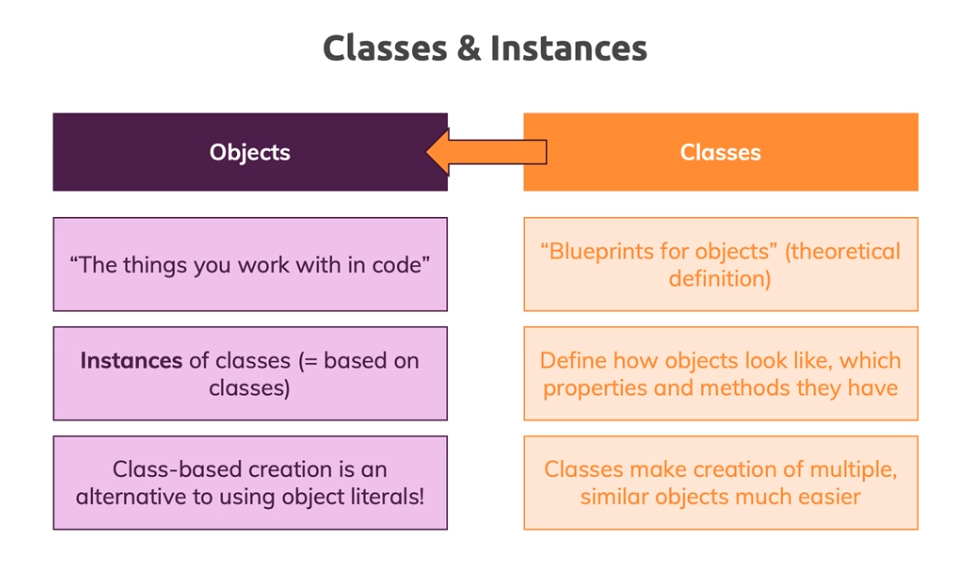 Classes & Instances
Objects
Classes
“The things you work with in code”
“Blueprints for objects” (theoretical
definition)
Instances of classes (= based on
classes)
Define how objects look like, which
properties and methods they have
Class-based creation is an
alternative to using object literals!
Classes make creation of multiple,
similar objects much easier